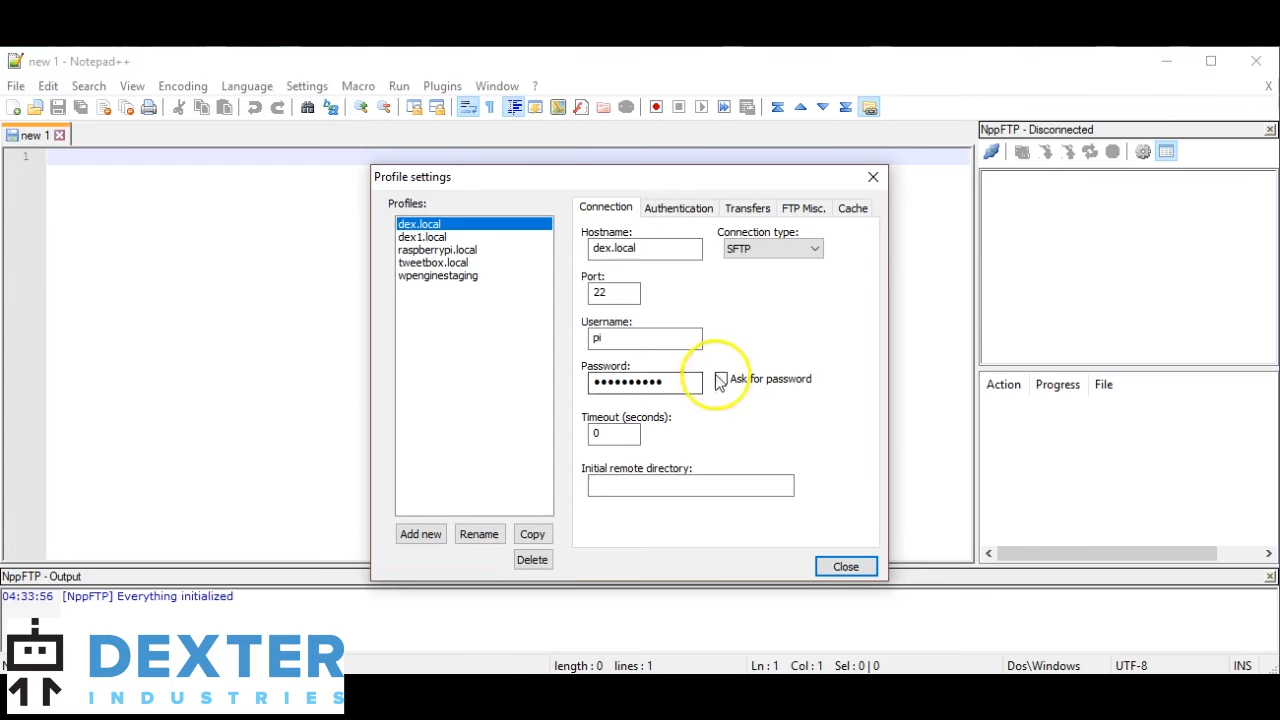 new 1 - Notepad++
File Edit Search View Encoding Language Settings Macro Run Plugins Window ? X
new 1
1
NppFTP - Disconnected
Action Progress File
Profile settings
Profiles:
dex.local
dex1.local
raspberrypi.local
tweetbox.local
wpenginestaging
Add new Rename Copy
Delete
Connection Authentication Transfers FTP Misc. Cache
Hostname: Connection type:
dex.local SFTP
Port:
22
Username:
pi
Password:
•••••••••• Ask for password
Timeout (seconds):
0
Initial remote directory:
Close
NppFTP - Output
04:33:56 [NppFTP] Everything initialized
DEXTER
INDUSTRIES
length : 0 lines : 1 Ln : 1 Col : 1 Sel : 0 | 0 Dos\Windows UTF-8 INS